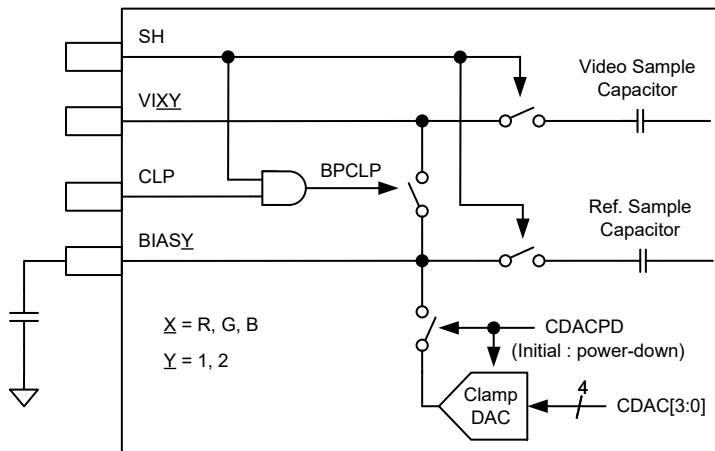 SH
Video Sample
Capacitor
VIXY
CLP
BPCLP
Ref. Sample
Capacitor
BIASY
X = R, G, B
Y = 1, 2
CDACPD
(Initial : power-down)
Clamp
DAC
4
CDAC[3:0]